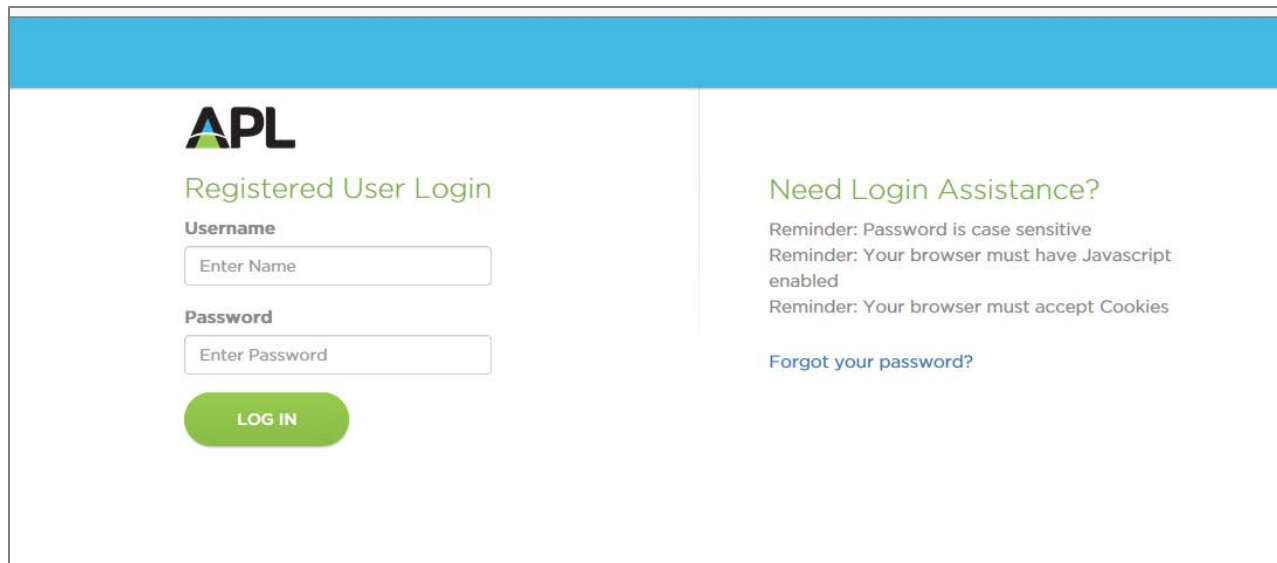 APL
Registered User Login
Username
Enter Name
Password
Enter Password
LOG IN
Need Login Assistance?
Reminder: Password is case sensitive
Reminder: Your browser must have Javascript
enabled
Reminder: Your browser must accept Cookies
Forgot your password?